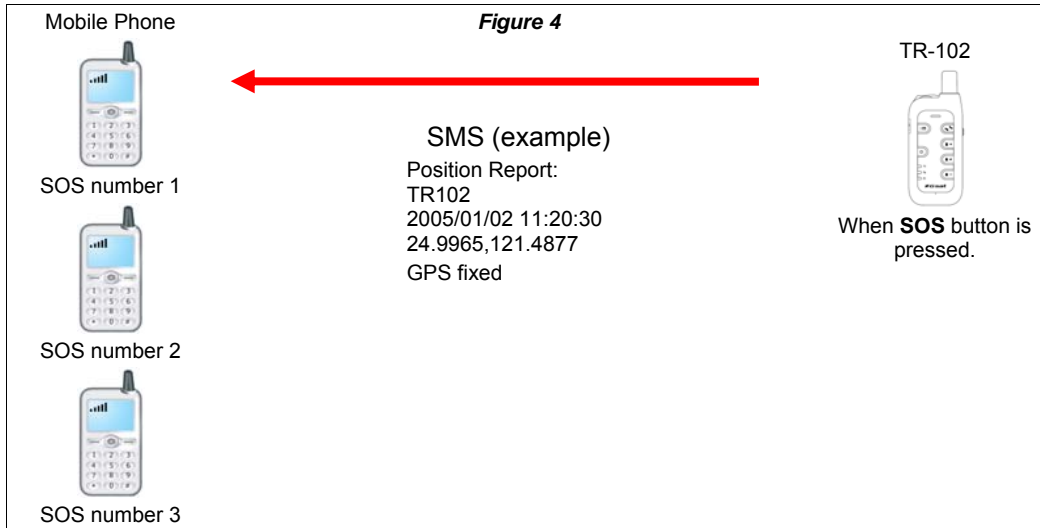 Mobile Phone
Figure 4
TR-102
SMS (example)
Position Report:
TR102
2005/01/02 11:20:30
24.9965,121.4877
GPS fixed
When SOS button is
pressed.
SOS number 1
SOS number 2
SOS number 3